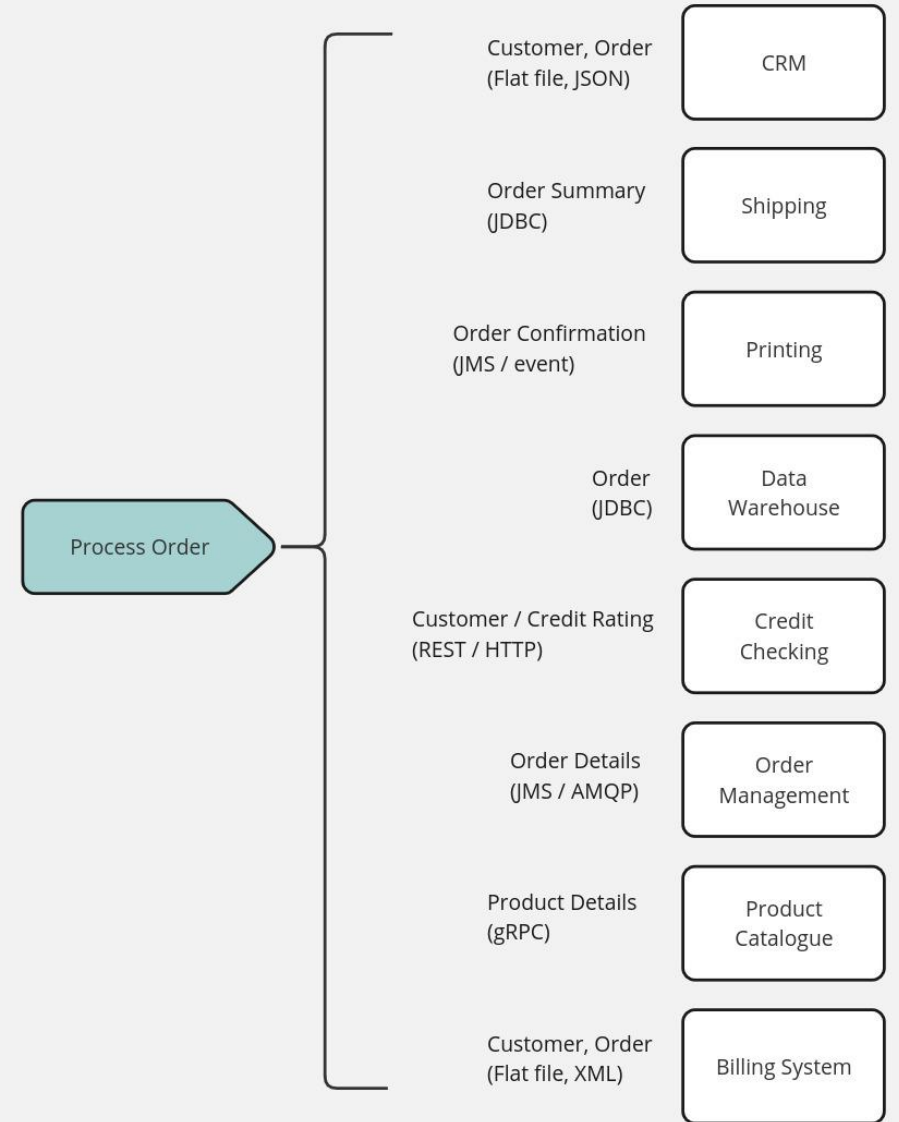 Customer, Order
(Flat file, JSON)
CRM
Order Summary
(JDBC)
Shipping
Order Confirmation
(JMS / event)
Printing
Order
(JDBC)
Data
Warehouse
Process Order
Customer / Credit Rating
(REST / HTTP)
Credit
Checking
Order Details
(JMS / AMQP)
Order
Management
Product Details
(gRPC)
Product
Catalogue
Customer, Order
(Flat file, XML)
Billing System